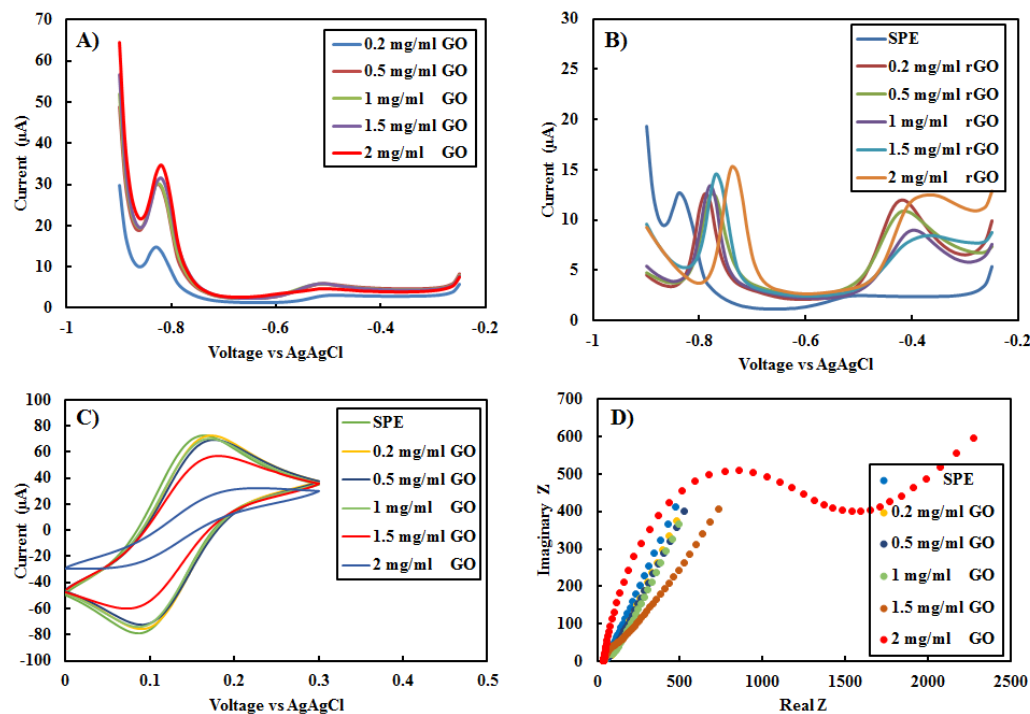 A)
0.2 mg/ml GO
0.5 mg/ml GO
1 mg/ml GO
1.5 mg/ml GO
2 mg/ml GO
Current (μA)
70
60
50
40
30
20
10
0
-1
-0.8
-0.6
-0.4
-0.2
Voltage vs AgAgCl
B)
SPE
0.2 mg/ml rGO
0.5 mg/ml rGO
1 mg/ml rGO
1.5 mg/ml rGO
2 mg/ml rGO
Current (μA)
30
25
20
15
10
5
0
-1
-0.8
-0.6
-0.4
-0.2
Voltage vs AgAgCl
C)
SPE
0.2 mg/ml GO
0.5 mg/ml GO
1 mg/ml GO
1.5 mg/ml GO
2 mg/ml GO
Current (μA)
100
80
60
40
20
0
-20
-40
-60
-80
-100
0
0.1
0.2
0.3
0.4
0.5
Voltage vs AgAgCl
D)
SPE
0.2 mg/ml GO
0.5 mg/ml GO
1 mg/ml GO
1.5 mg/ml GO
2 mg/ml GO
Imaginary Z
700
600
500
400
300
200
100
0
0
500
1000
1500
2000
2500
Real Z